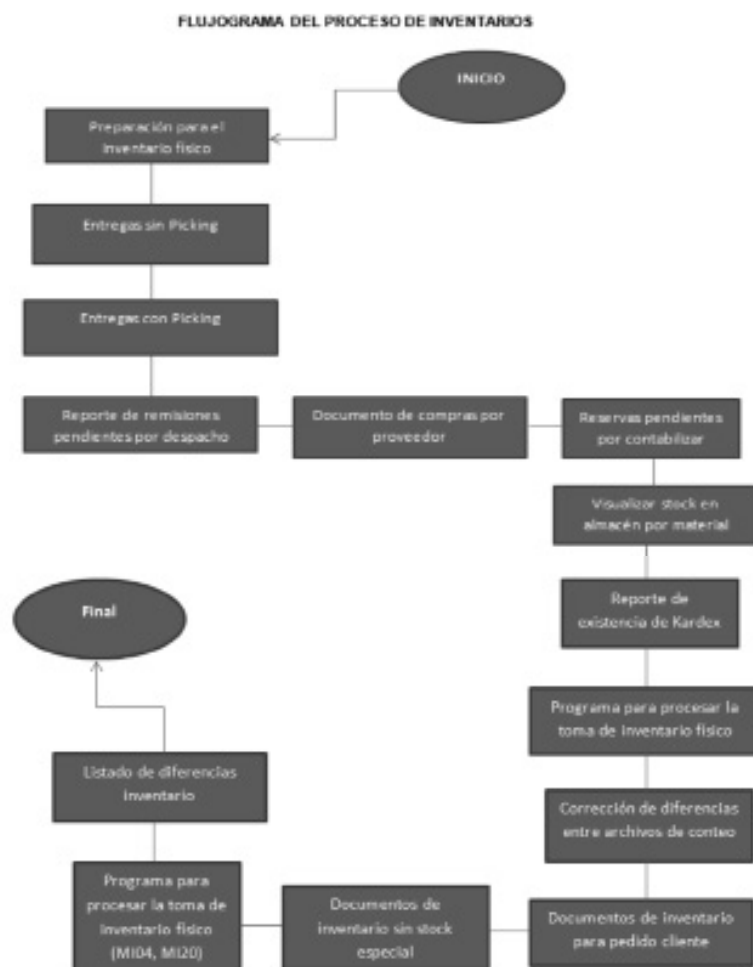 FLUJOGRAMA DEL PROCESO DE INVENTARIOS
INICIO
Preparación para el
inventario físico
Entregas sin Picking
Entregas con Picking
Reporte de remisiones
pendientes por despacho
Documento de compras por
proveedor
Reservas pendientes
por contabilizar
Visualizar stock en
almacén por material
Reporte de
existencia de Kardex
Programa para procesar la
toma de inventario físico
Corrección de diferencias
entre archivos de conteo
Documentos de inventario
para pedido cliente
Documentos de
inventario sin stock
especial
Programa para
procesar la toma de
inventario físico
(MI04, MI20)
Listado de diferencias
inventario
Final